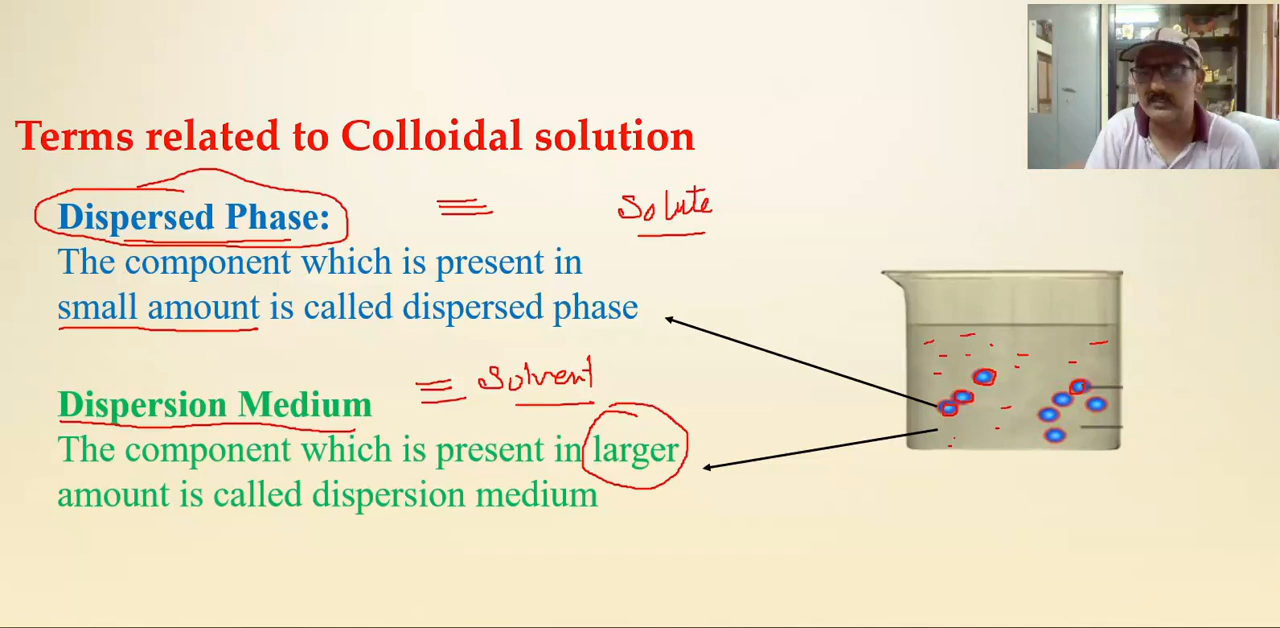 Terms related to Colloidal solution
Dispersed Phase: = Solute
The component which is present in
small amount is called dispersed phase
Dispersion Medium = Solvent
The component which is present in larger
amount is called dispersion medium